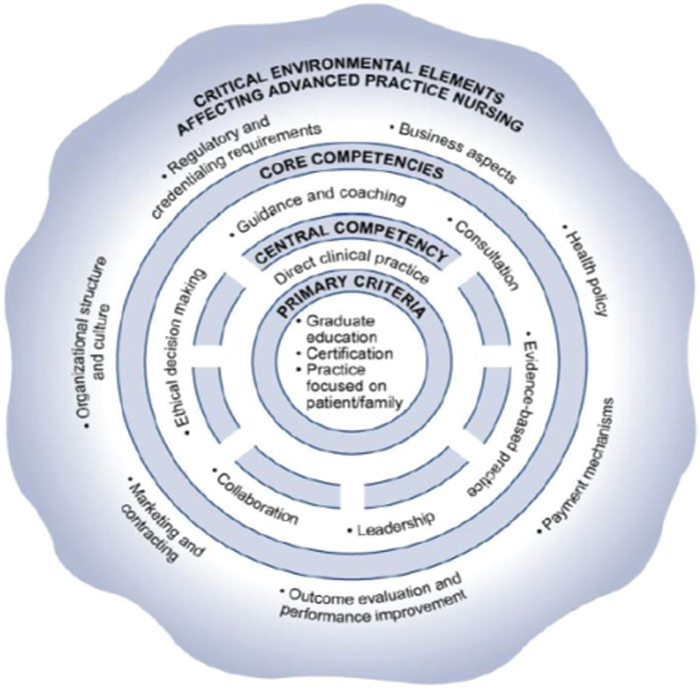 CRITICAL ENVIRONMENTAL ELEMENTS
AFFECTING ADVANCED PRACTICE NURSING
• Regulatory and
credentialing requirements
• Business aspects
CORE COMPETENCIES
• Guidance and coaching
• Consultation
• Health policy
CENTRAL COMPETENCY
Direct clinical practice
PRIMARY CRITERIA
• Graduate
education
• Certification
• Practice
focused on
patient/family
• Organizational structure
and culture
• Ethical decision making
• Evidence-based practice
• Payment mechanisms
• Collaboration
• Leadership
• Marketing and
contracting
• Outcome evaluation and
performance improvement